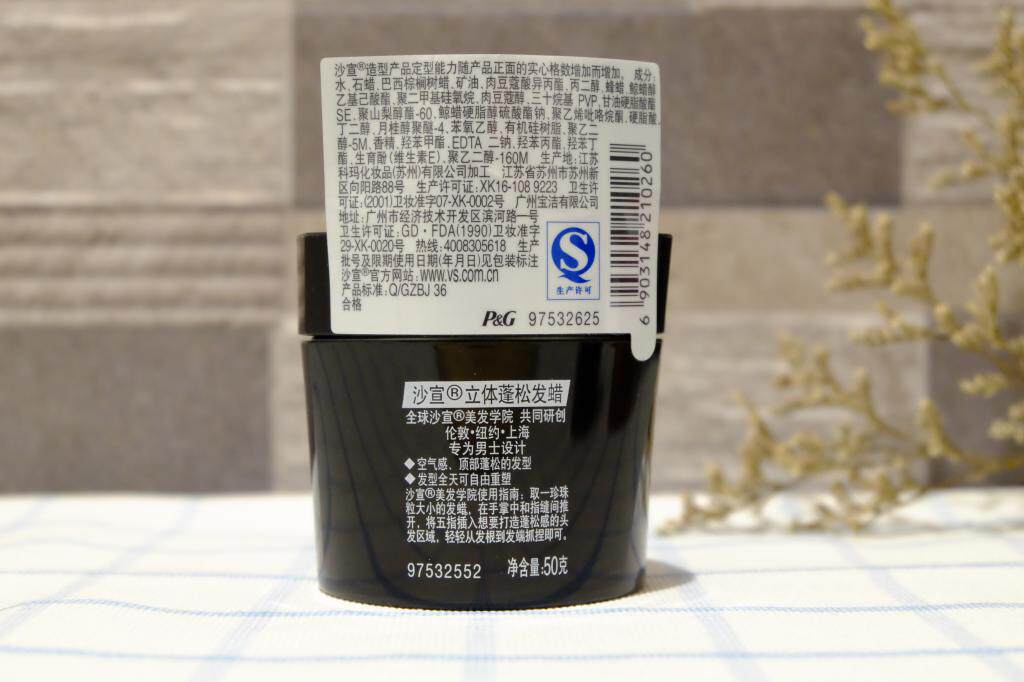 沙宣®造型产品定型能力随产品正面的实心格数增加而增加。成分:
水、石蜡、巴西棕榈树蜡、矿油、肉豆蔻酸异丙酯、丙二醇、蜂蜡、鲸蜡醇
乙基己酸酯、聚二甲基硅氧烷、肉豆蔻醇、三十烷基 PVP、甘油硬脂酸酯
SE、聚山梨醇酯-60、鲸蜡硬脂醇硫酸酯钠、聚乙烯吡咯烷酮、硬脂酸、
丁二醇、月桂醇聚醚-4、苯氧乙醇、有机硅树脂、聚乙二
醇-5M、香精、羟苯甲酯、EDTA 二钠、羟苯丙酯、羟苯丁
酯、生育酚(维生素E)、聚乙二醇-160M 生产地:江苏
科玛化妆品(苏州)有限公司加工 江苏省苏州市苏州新
区向阳路88号 生产许可证:XK16-108 9223 卫生许
可证:(2001)卫妆准字07-XK-0002号 广州宝洁有限公司
地址:广州市经济技术开发区滨河路一号
卫生许可证:GD·FDA(1990)卫妆准字
29-XK-0020号 热线:4008305618 生产
批号及限期使用日期(年月日)见包装标注
沙宣®官方网站:www.vs.com.cn
产品标准:Q/GZBJ 36
合格
生产许可
6 903148 210260
P&G 97532625
沙宣®立体蓬松发蜡
全球沙宣®美发学院 共同研创
伦敦•纽约•上海
专为男士设计
◆空气感、顶部蓬松的发型
◆发型全天可自由重塑
沙宣®美发学院使用指南:取一珍珠
粒大小的发蜡,在手掌中和指缝间推
开,将五指插入想要打造蓬松感的头
发区域,轻轻从发根到发端抓捏即可。
97532552 净含量:50克